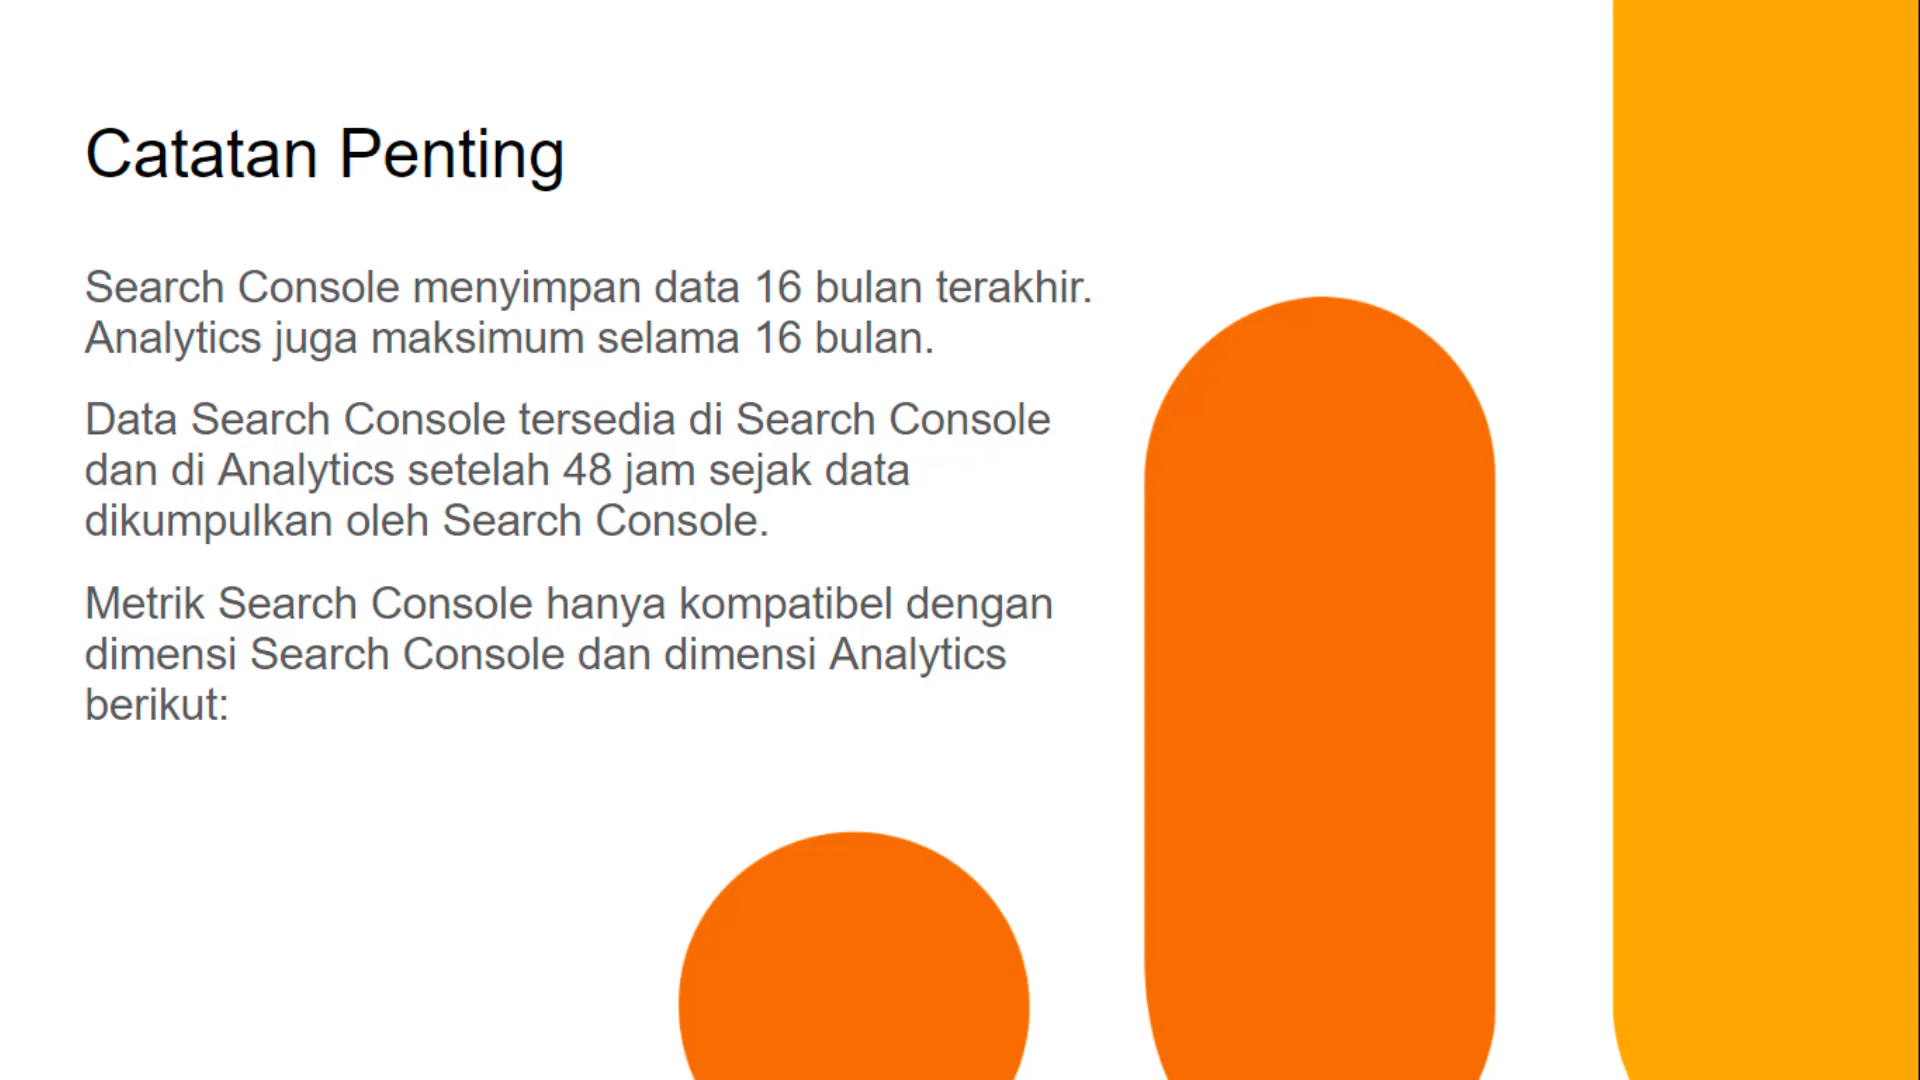 Catatan Penting
Search Console menyimpan data 16 bulan terakhir.
Analytics juga maksimum selama 16 bulan.
Data Search Console tersedia di Search Console
dan di Analytics setelah 48 jam sejak data
dikumpulkan oleh Search Console.
Metrik Search Console hanya kompatibel dengan
dimensi Search Console dan dimensi Analytics
berikut: